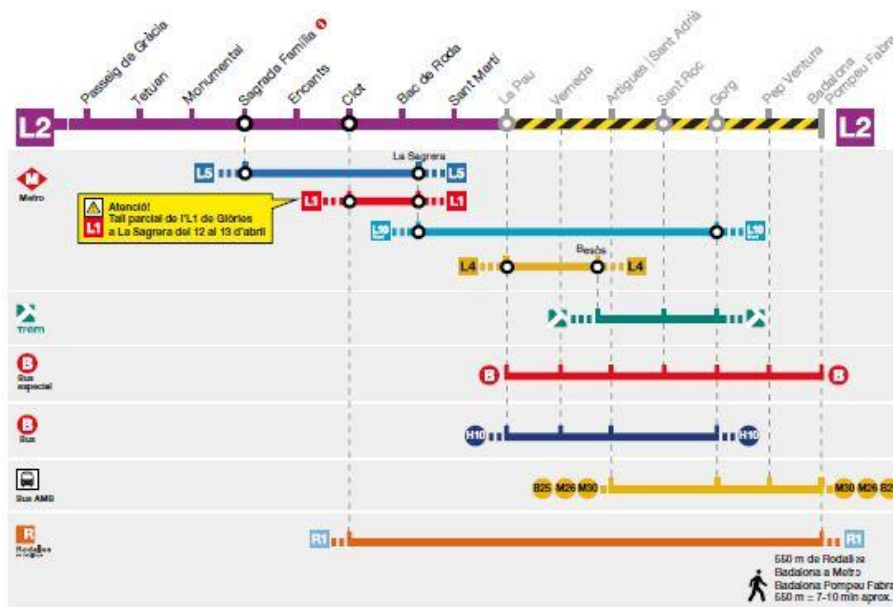 Passeig de Gràcia
Tetuan
Monumental
Sagrada Família
Encants
Clot
Bac de Roda
Sant Martí
La Pau
Verneda
Artigues | Sant Adrià
Sant Roc
Gorg
Pep Ventura
Badalona
Pompeu Fabra
L2 L2
M
Metro
La Sagrera
L5 L5
Atenció!
L1 Tall parcial de l'L1 de Glòries
a La Sagrera del 12 al 13 d'abril
L1 L1
L10 L10
Besòs
L4 L4
Tram
B
Bus
especial
B B
B
Bus
H10 H10
Bus AMB
B25 M26 M30 M30 M26
R
Rodalies
R1 R1
550 m de Rodalies
Badalona a Metro
Badalona Pompeu Fabra
550 m = 7-10 min aprox.